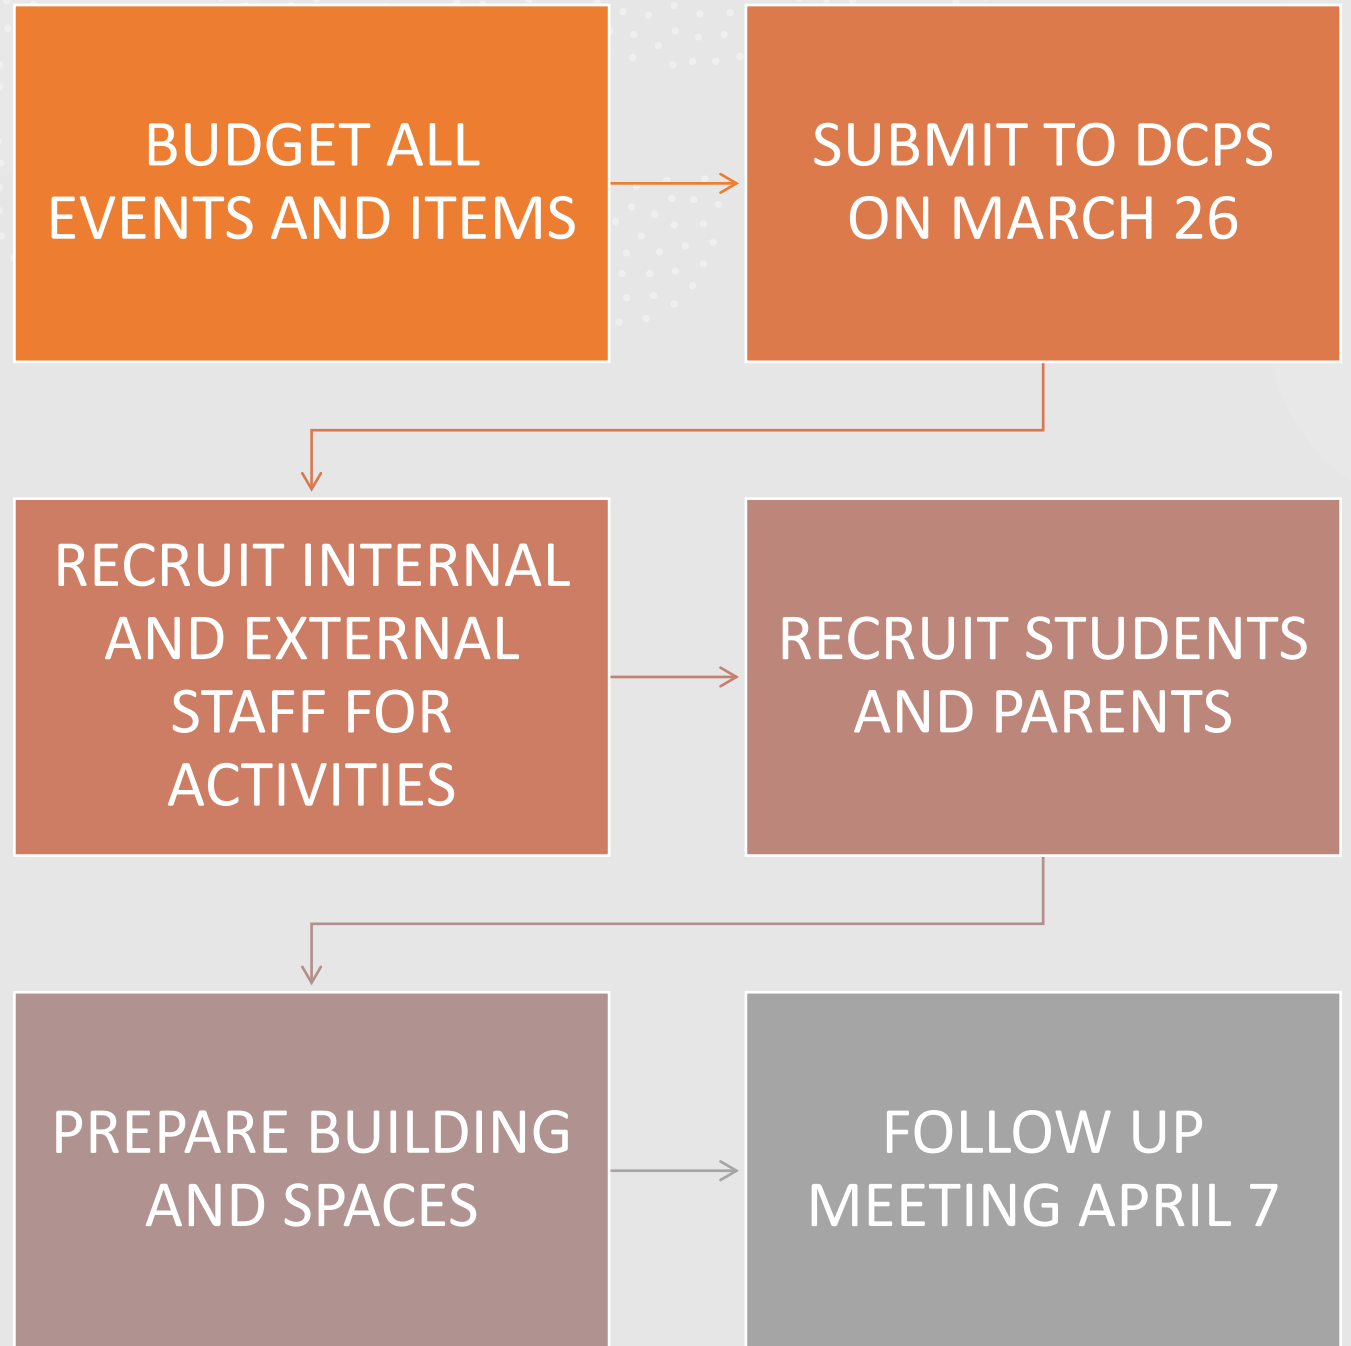 BUDGET ALL
EVENTS AND ITEMS
SUBMIT TO DCPS
ON MARCH 26
RECRUIT INTERNAL
AND EXTERNAL
STAFF FOR
ACTIVITIES
RECRUIT STUDENTS
AND PARENTS
PREPARE BUILDING
AND SPACES
FOLLOW UP
MEETING APRIL 7